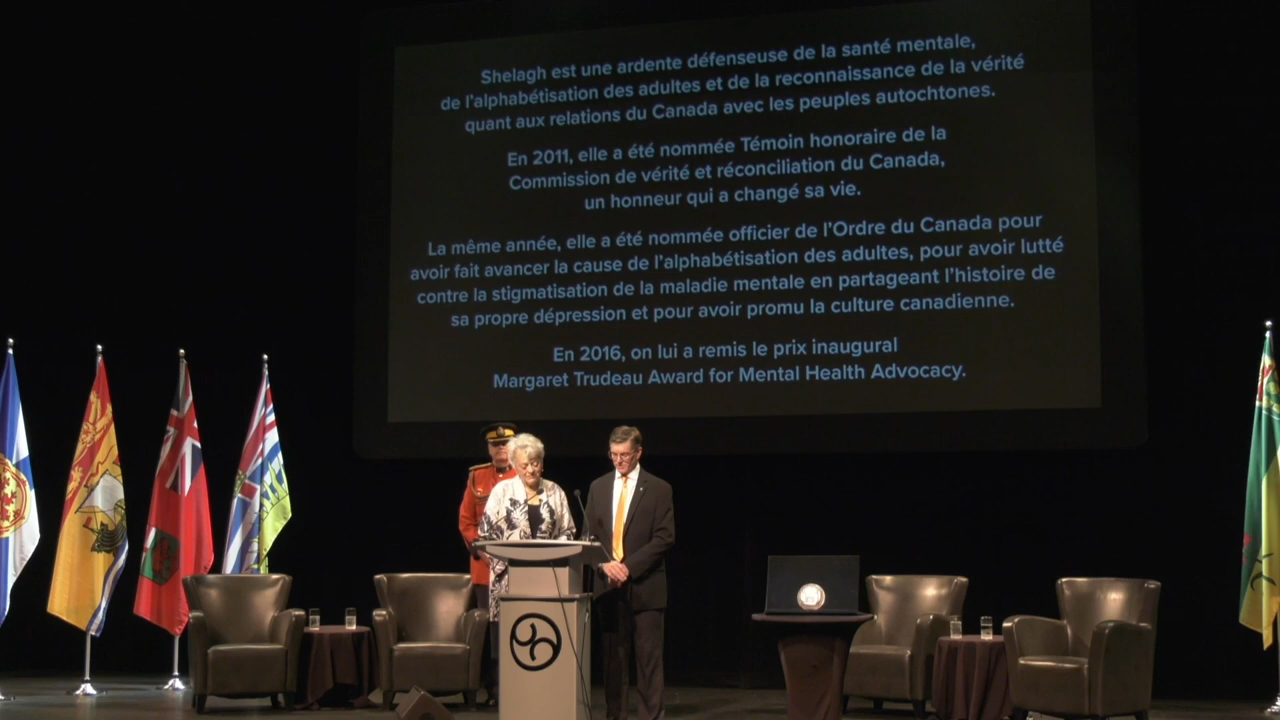 Shelagh est une ardente défenseuse de la santé mentale,
de l'alphabétisation des adultes et de la reconnaissance de la vérité
quant aux relations du Canada avec les peuples autochtones.
En 2011, elle a été nommée Témoin honoraire de la
Commission de vérité et réconciliation du Canada,
un honneur qui a changé sa vie.
La même année, elle a été nommée officier de l'Ordre du Canada pour
avoir fait avancer la cause de l'alphabétisation des adultes, pour avoir lutté
contre la stigmatisation de la maladie mentale en partageant l'histoire de
sa propre dépression et pour avoir promu la culture canadienne.
En 2016, on lui a remis le prix inaugural
Margaret Trudeau Award for Mental Health Advocacy.